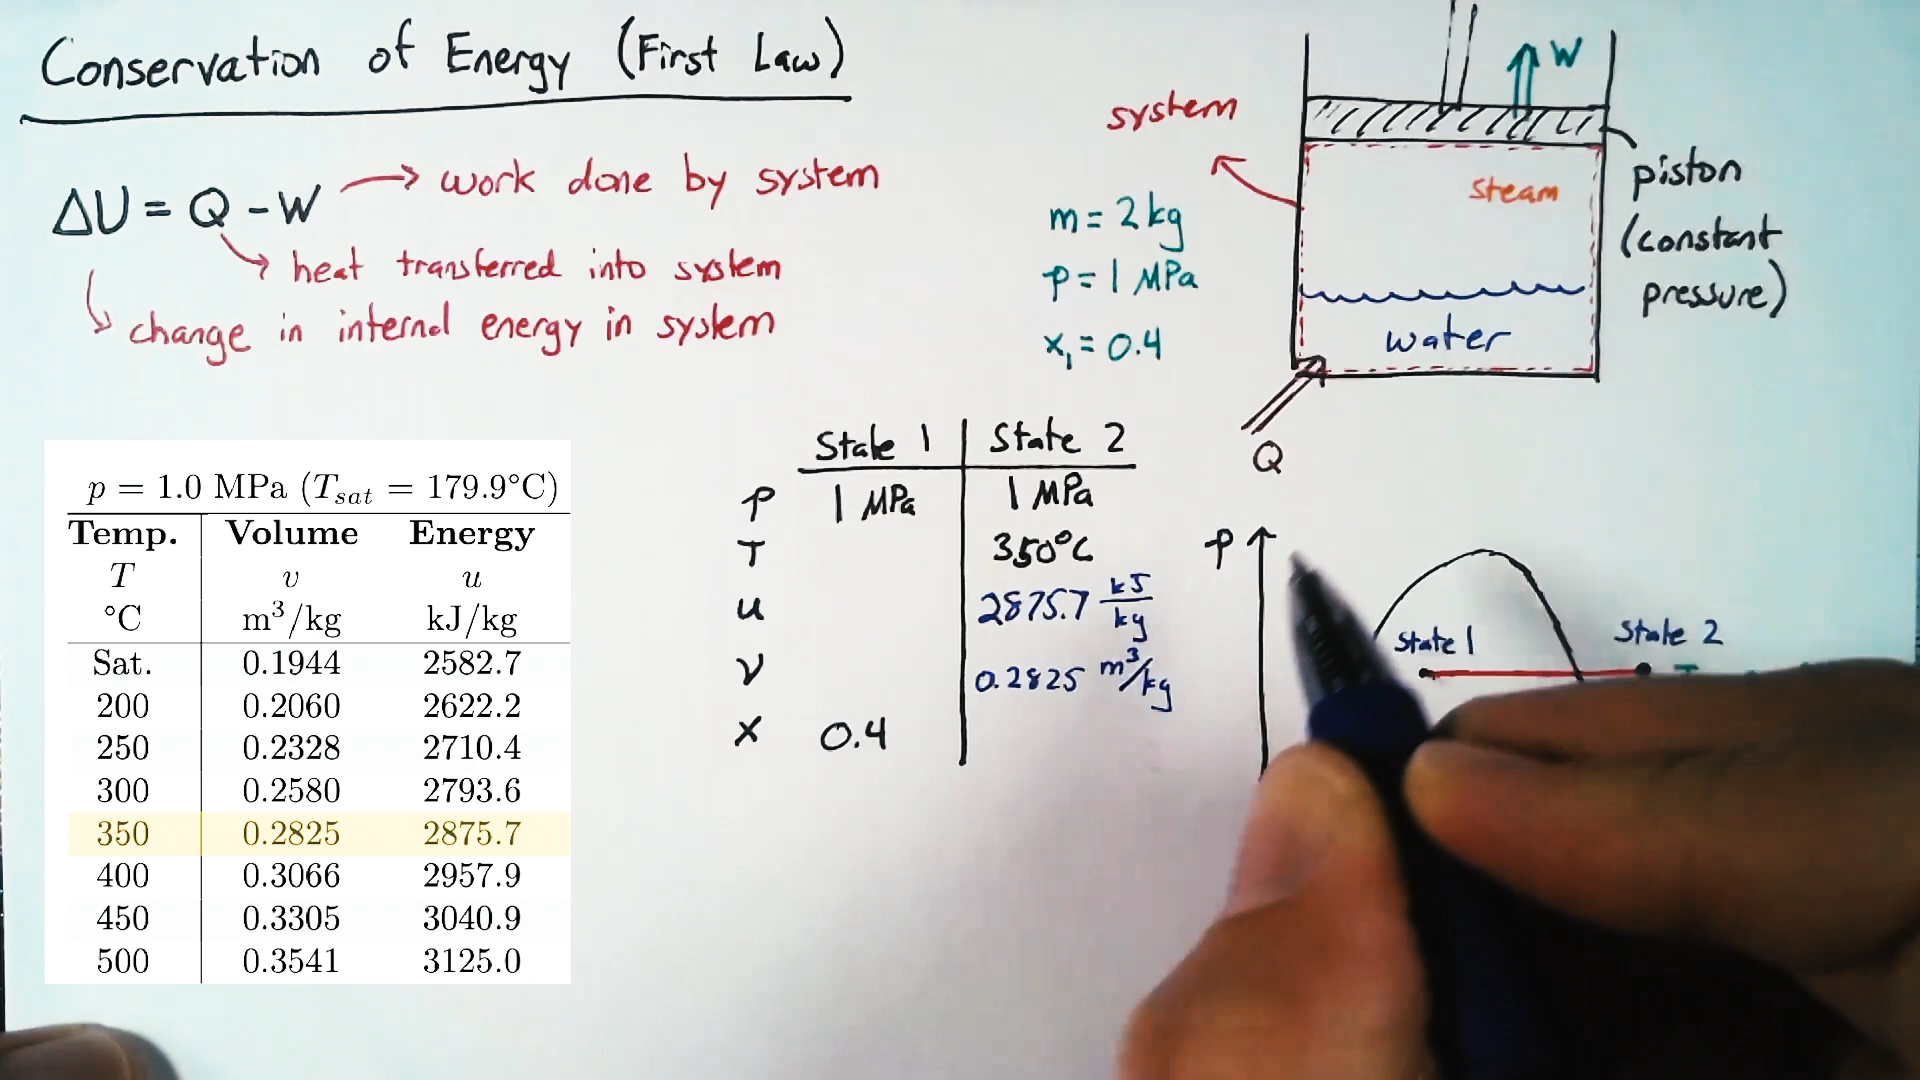 Conservation of Energy (First Law)
ΔU = Q - W → work done by system
heat transferred into system
change in internal energy in system
system
W
steam
piston
(constant
pressure)
m = 2 kg
p = 1 MPa
x₁ = 0.4
water
Q
p = 1.0 MPa (Tsat = 179.9°C)
Temp. Volume Energy
T v u
°C m³/kg kJ/kg
Sat. 0.1944 2582.7
200 0.2060 2622.2
250 0.2328 2710.4
300 0.2580 2793.6
350 0.2825 2875.7
400 0.3066 2957.9
450 0.3305 3040.9
500 0.3541 3125.0
State 1 State 2
p 1 MPa 1 MPa
T 350°C
u 2875.7 kJ/kg
v 0.2825 m³/kg
x 0.4
p
State 1
State 2